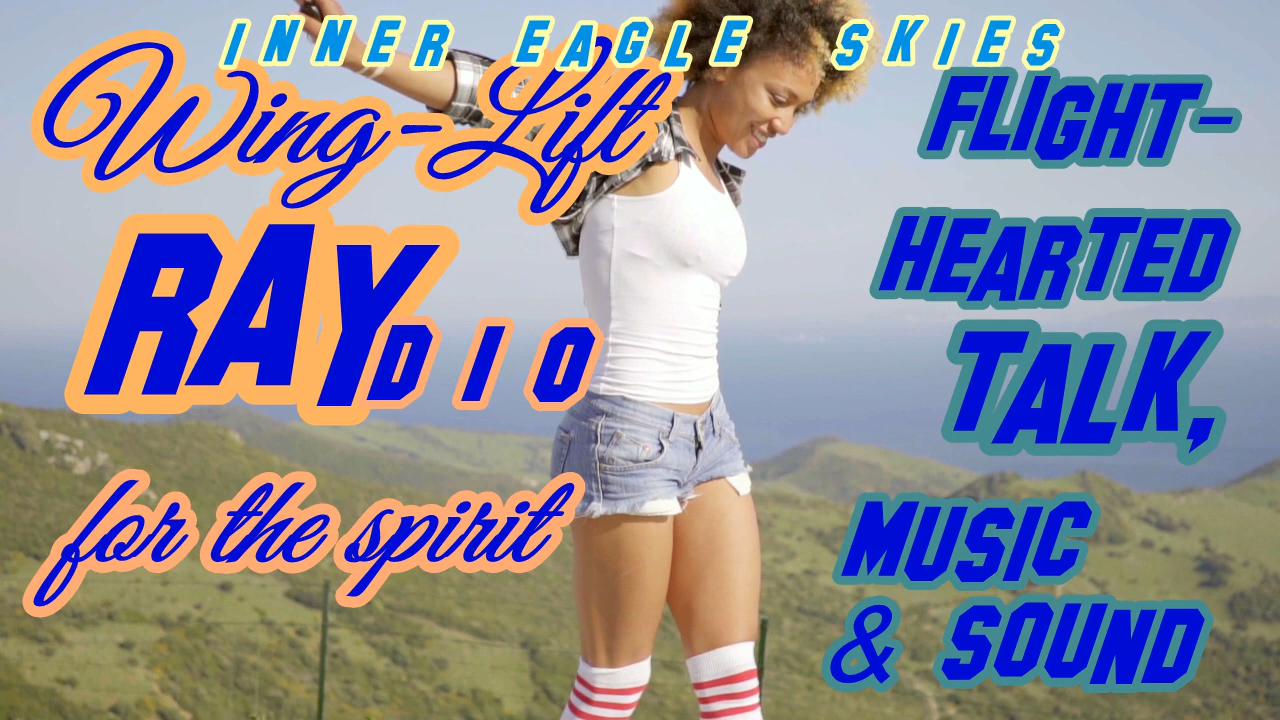 INNER EAGLE SKIES
Wing-Lift
RAYDIO
for the spirit
FLIGHT-
HEARTED
TALK,
MUSIC
& SOUND